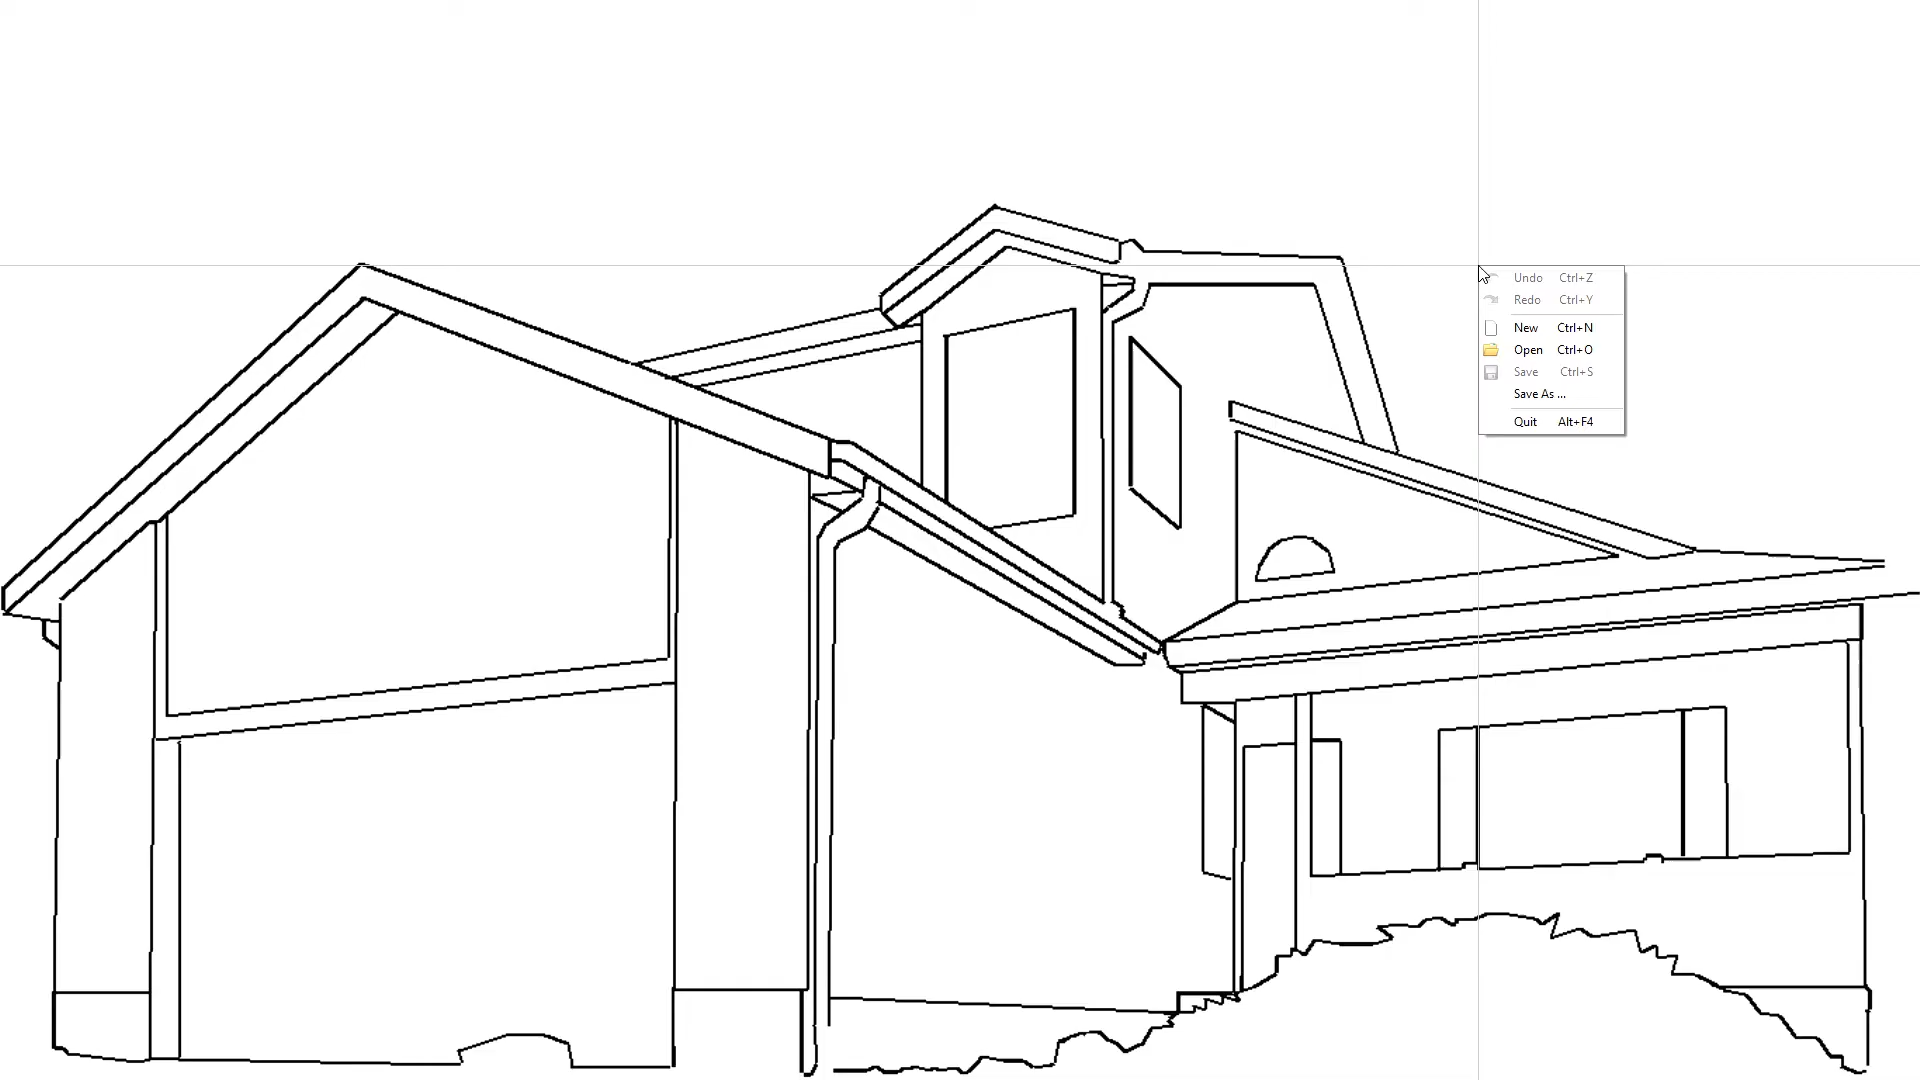 Undo Ctrl+Z
Redo Ctrl+Y
New Ctrl+N
Open Ctrl+O
Save Ctrl+S
Save As ...
Quit Alt+F4